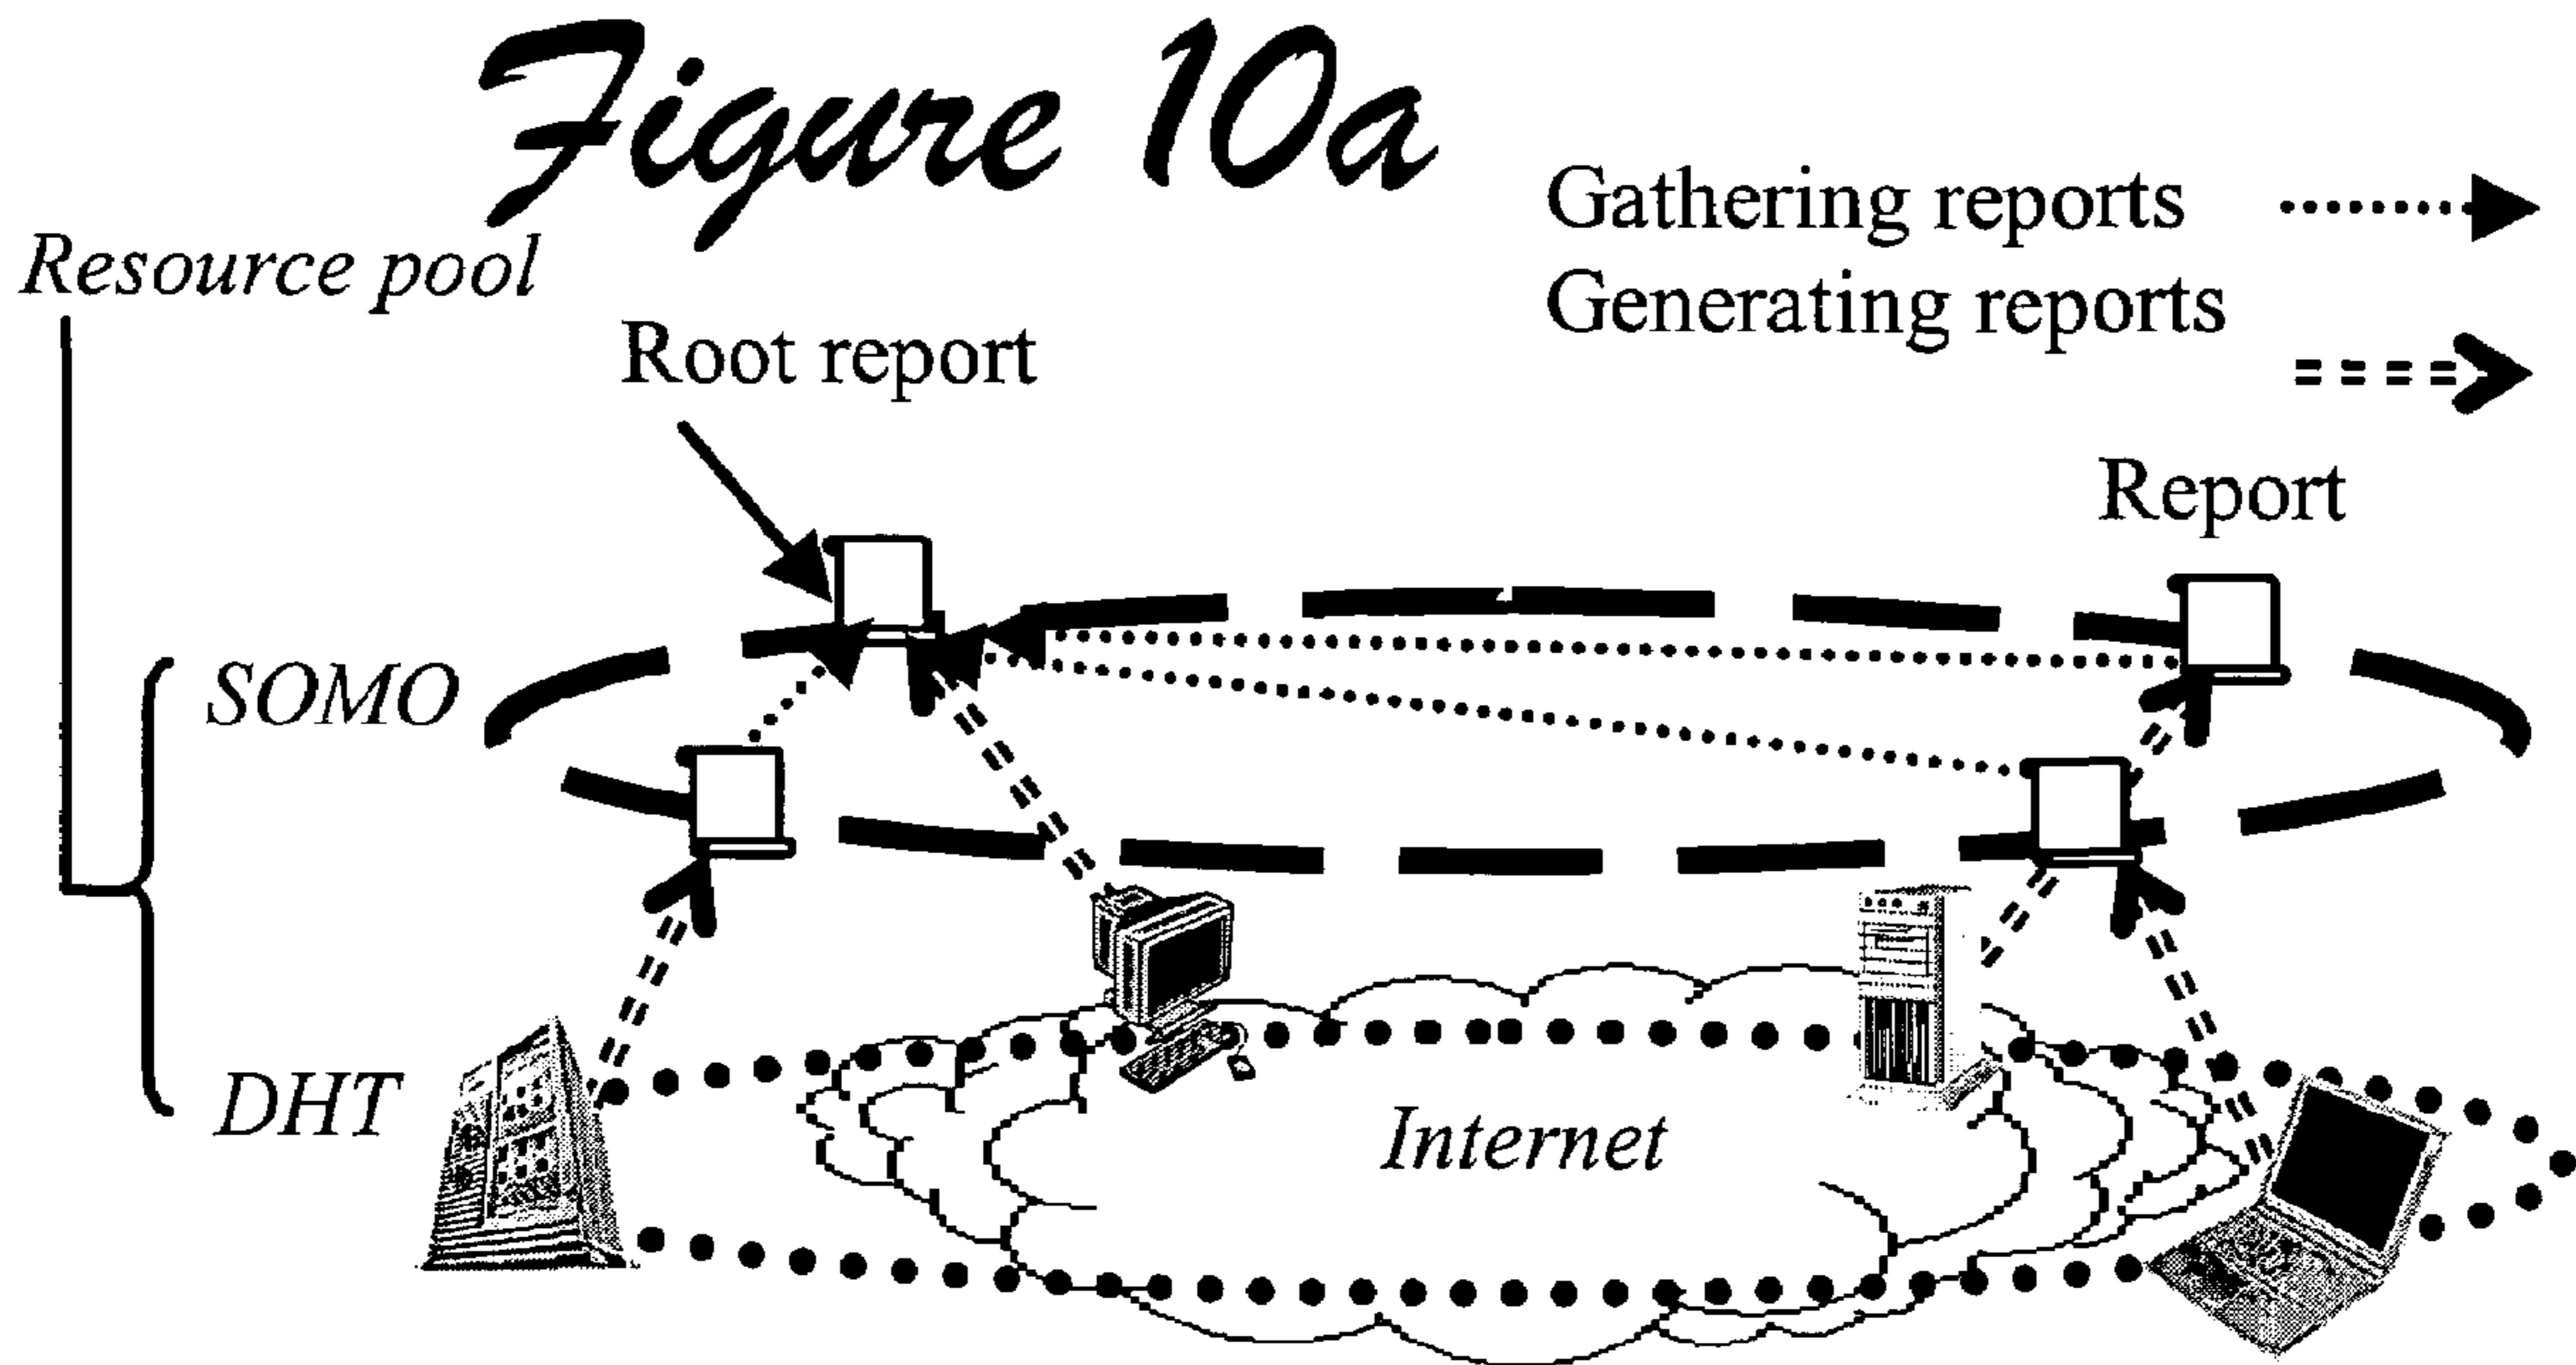 Figure 10a
Gathering reports
Resource pool
Generating reports
Root report
Report
SOMO
DHT
Internet